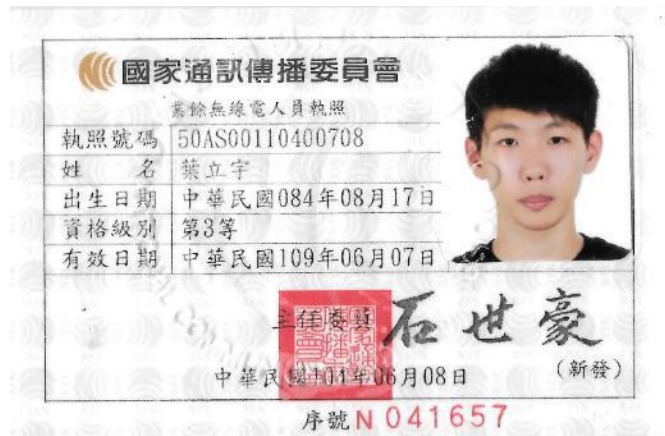 國家通訊傳播委員會
業餘無線電人員執照
執照號碼 50AS00110400708
姓 名 葉立宇
出生日期 中華民國084年08月17日
資格級別 第3等
有效日期 中華民國109年06月07日
主任委員 石世豪
中華民國104年06月08日 (新發)
序號 N 041657